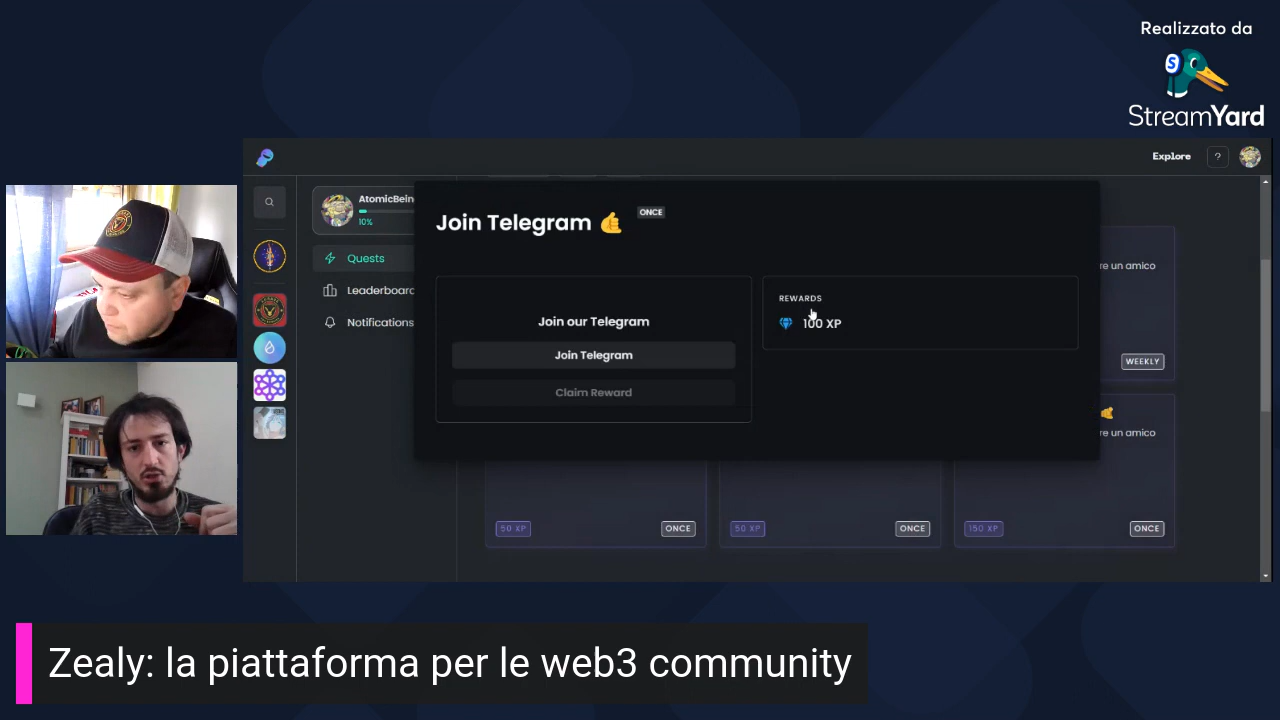 Realizzato da
StreamYard
Explore
?
AtomicBein
10%
Quests
Leaderboard
Notifications
Join Telegram 🤙
ONCE
Join our Telegram
Join Telegram
Claim Reward
REWARDS
100 XP
re un amico
WEEKLY
re un amico
50 XP
ONCE
50 XP
ONCE
150 XP
ONCE
Zealy: la piattaforma per le web3 community